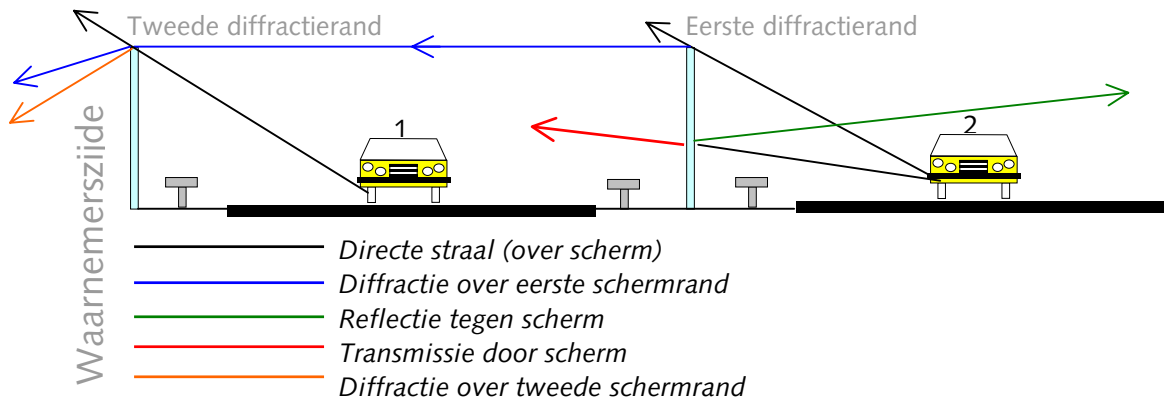 Tweede diffractierand
Eerste diffractierand
1
2
Waarnemerszijde
Directe straal (over scherm)
Diffractie over eerste schermrand
Reflectie tegen scherm
Transmissie door scherm
Diffractie over tweede schermrand